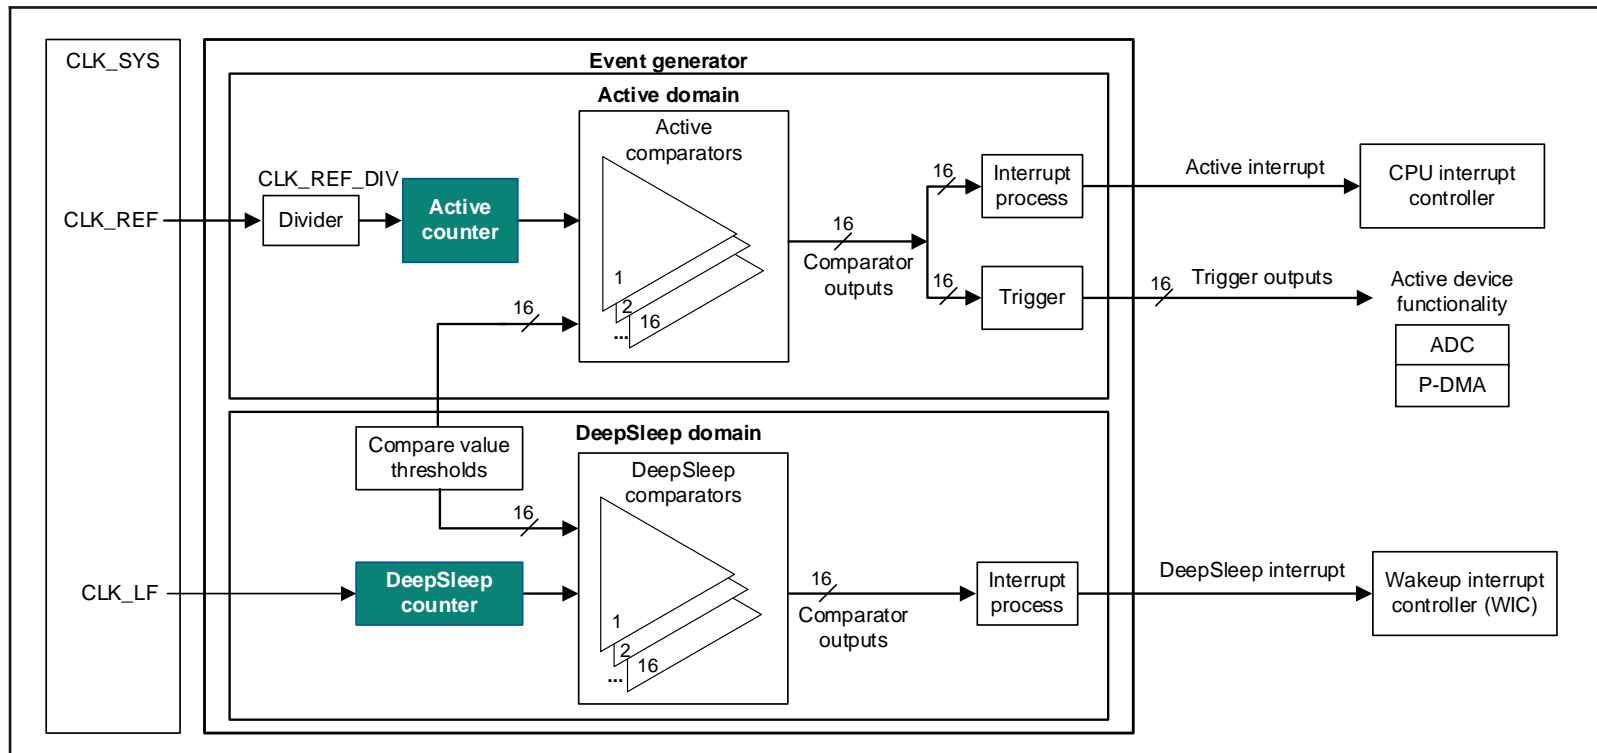 CLK_SYS
Event generator
Active domain
Active
comparators
CLK_REF_DIV
CLK_REF
Divider
Active
counter
1
2
16
...
16
16
Comparator
outputs
16
Interrupt
process
Active interrupt
CPU interrupt
controller
16
Trigger
16
Trigger outputs
Active device
functionality
ADC
P-DMA
Compare value
thresholds
DeepSleep domain
DeepSleep
comparators
16
1
2
16
...
CLK_LF
DeepSleep
counter
16
Comparator
outputs
Interrupt
process
DeepSleep interrupt
Wakeup interrupt
controller (WIC)